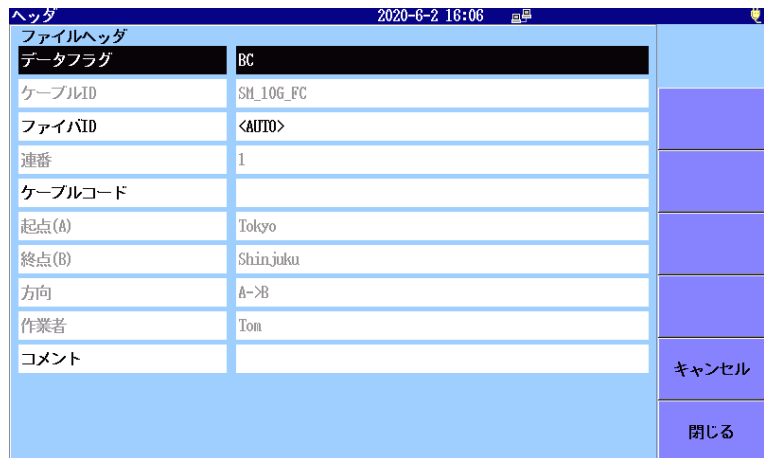 ヘッダ 2020-6-2 16:06
ファイルヘッダ
データフラグ BC
ケーブルID SM_10G_FC
ファイバID <AUTO>
連番 1
ケーブルコード
起点(A) Tokyo
終点(B) Shinjuku
方向 A->B
作業者 Tom
コメント
キャンセル
閉じる